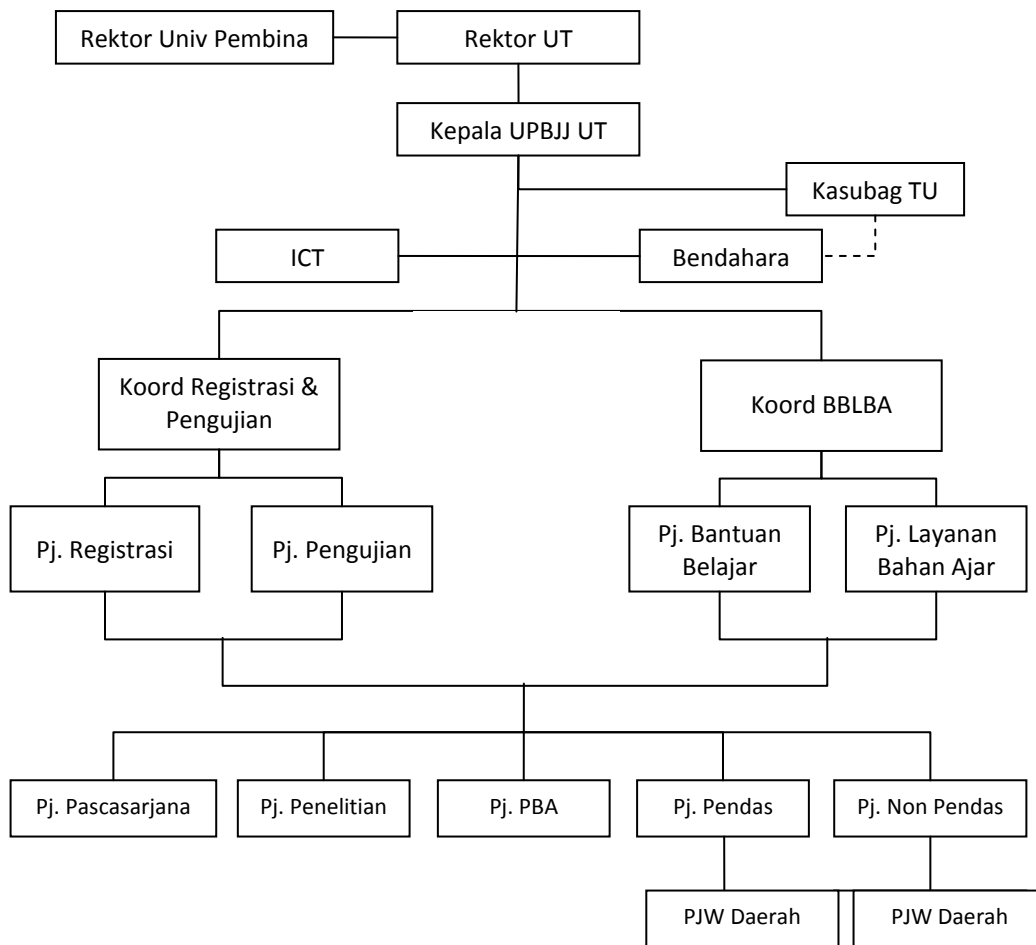 Rektor Univ Pembina
Rektor UT
Kepala UPBJJ UT
Kasubag TU
ICT
Bendahara
Koord Registrasi &
Pengujian
Koord BBLBA
Pj. Registrasi
Pj. Pengujian
Pj. Bantuan
Belajar
Pj. Layanan
Bahan Ajar
Pj. Pascasarjana
Pj. Penelitian
Pj. PBA
Pj. Pendas
Pj. Non Pendas
PJW Daerah
PJW Daerah